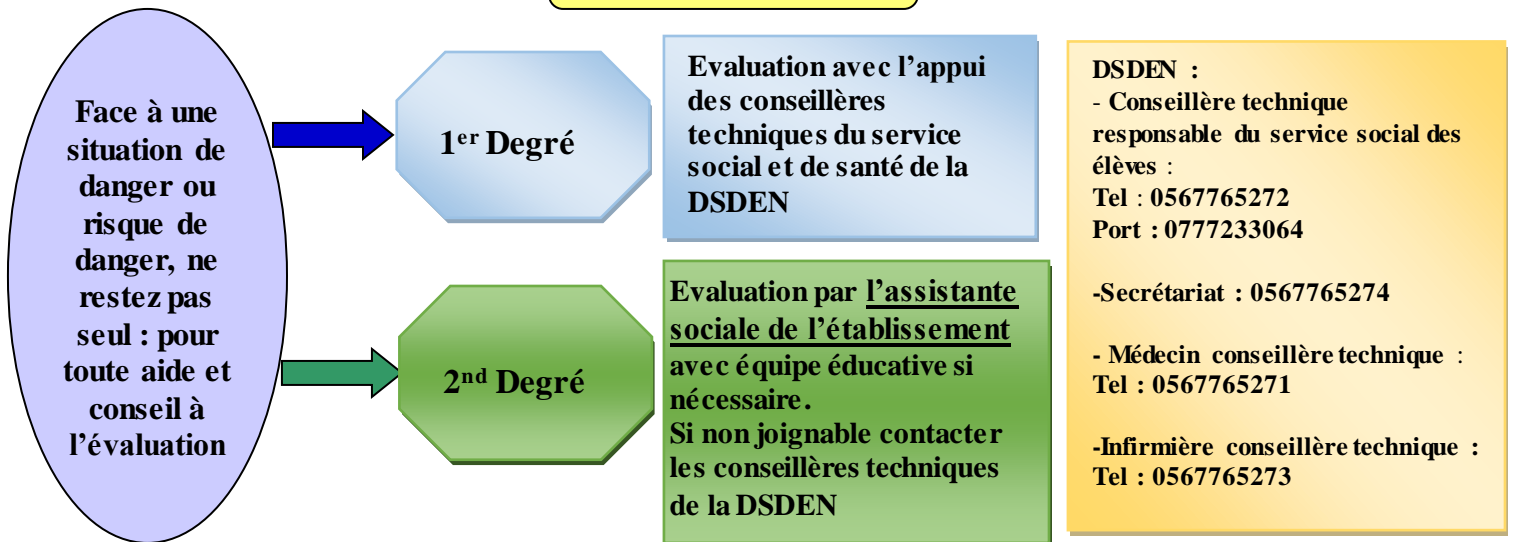 Face à une
situation de
danger ou
risque de
danger, ne
restez pas
seul : pour
toute aide et
conseil à
l'évaluation
1er Degré
Evaluation avec l'appui
des conseillères
techniques du service
social et de santé de la
DSDEN
2nd Degré
Evaluation par l'assistante
sociale de l'établissement
avec équipe éducative si
nécessaire.
Si non joignable contacter
les conseillères techniques
de la DSDEN
DSDEN :
- Conseillère technique
responsable du service social des
élèves :
Tel : 0567765272
Port : 0777233064
-Secrétariat : 0567765274
- Médecin conseillère technique :
Tel : 0567765271
-Infirmière conseillère technique :
Tel : 0567765273